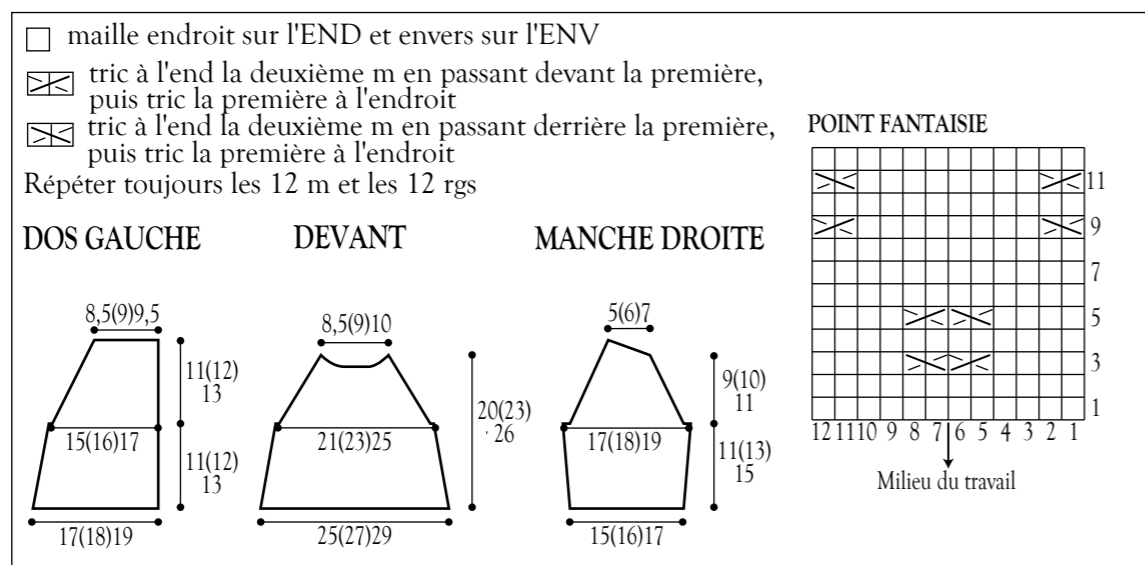 maille endroit sur l'END et envers sur l'ENV
tric à l'end la deuxième m en passant devant la première,
puis tric la première à l'endroit
tric à l'end la deuxième m en passant derrière la première,
puis tric la première à l'endroit
Répéter toujours les 12 m et les 12 rgs
DOS GAUCHE
8,5(9)9,5
11(12)
13
15(16)17
11(12)
13
17(18)19
DEVANT
8,5(9)10
20(23)
26
21(23)25
25(27)29
MANCHE DROITE
5(6)7
9(10)
11
17(18)19
11(13)
15
15(16)17
POINT FANTAISIE
11
9
7
5
3
1
12 11 10 9 8 7 6 5 4 3 2 1
Milieu du travail